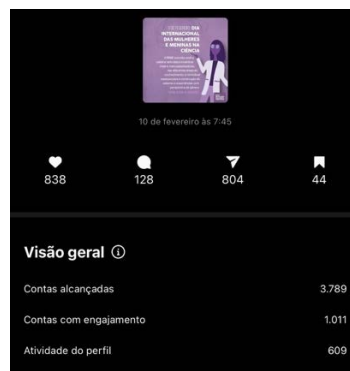 DIA
INTERNACIONAL
DAS MULHERES
E MENINAS NA
CIÊNCIA
10 de fevereiro às 7:45
838 128 804 44
Visão geral
Contas alcançadas 3.789
Contas com engajamento 1.011
Atividade do perfil 609